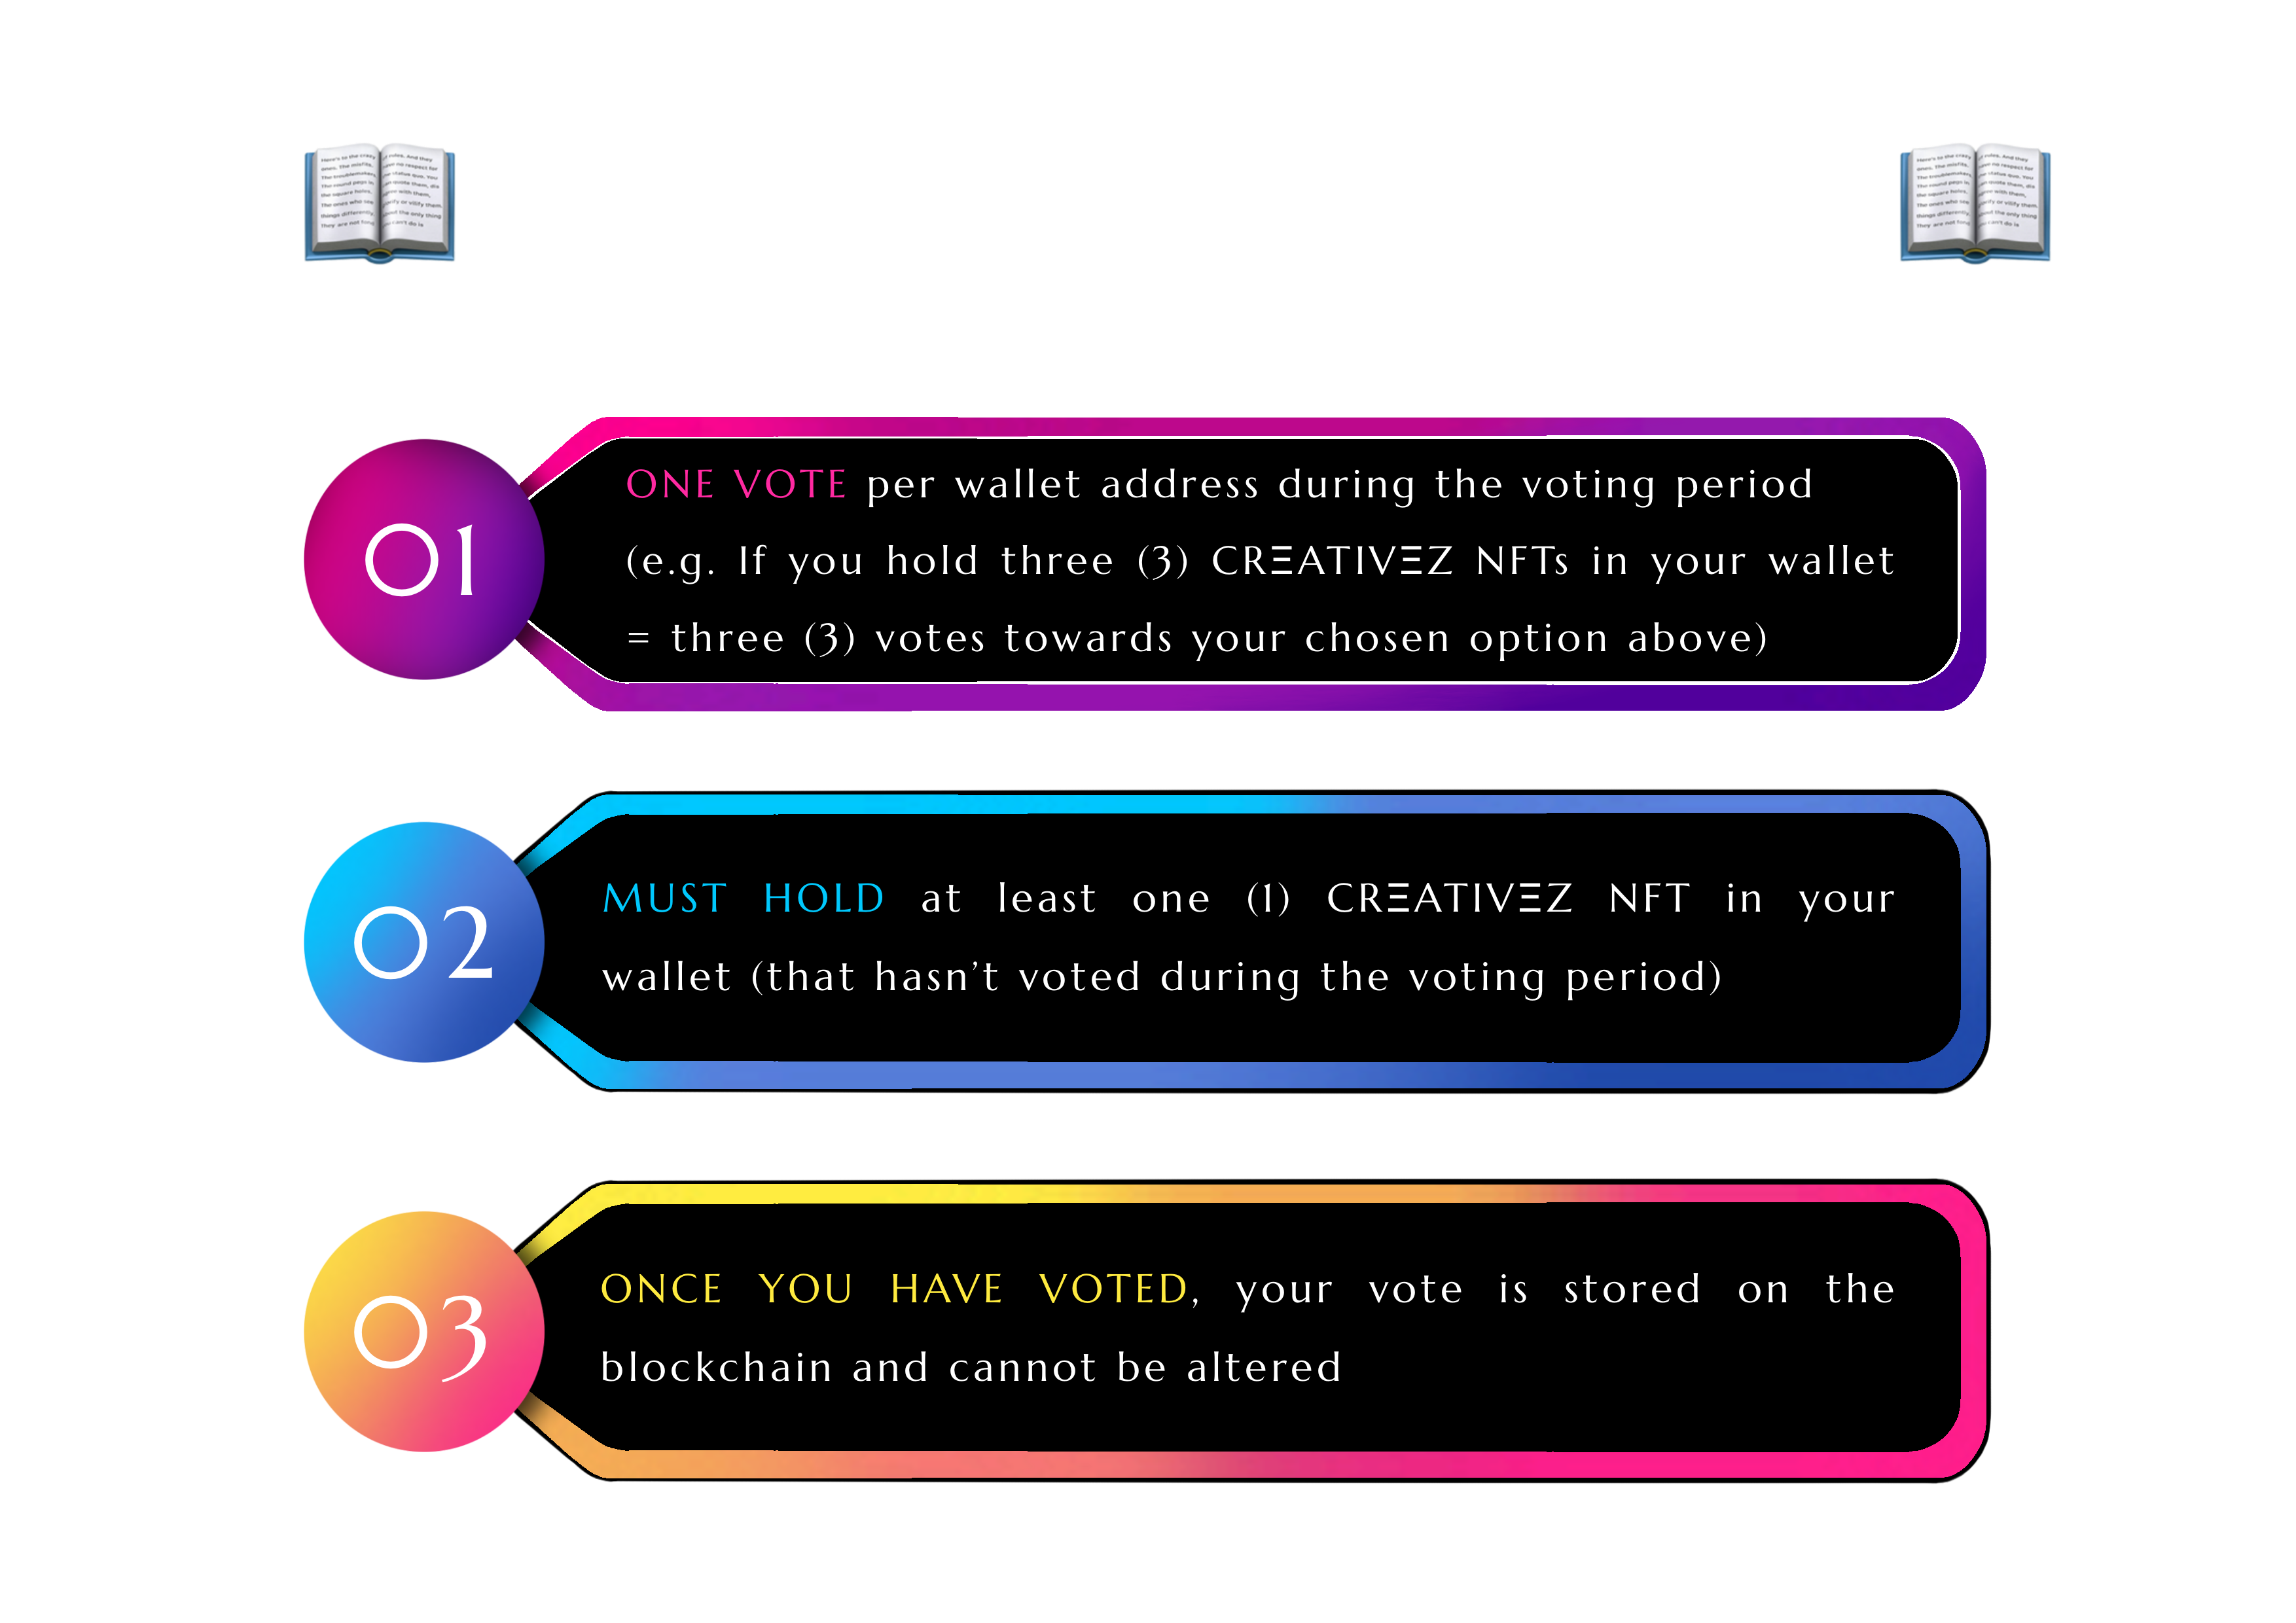 01
ONE VOTE per wallet address during the voting period
(e.g. If you hold three (3) CRΞATIVΞZ NFTs in your wallet
= three (3) votes towards your chosen option above)
02
MUST HOLD at least one (1) CRΞATIVΞZ NFT in your
wallet (that hasn't voted during the voting period)
03
ONCE YOU HAVE VOTED, your vote is stored on the
blockchain and cannot be altered